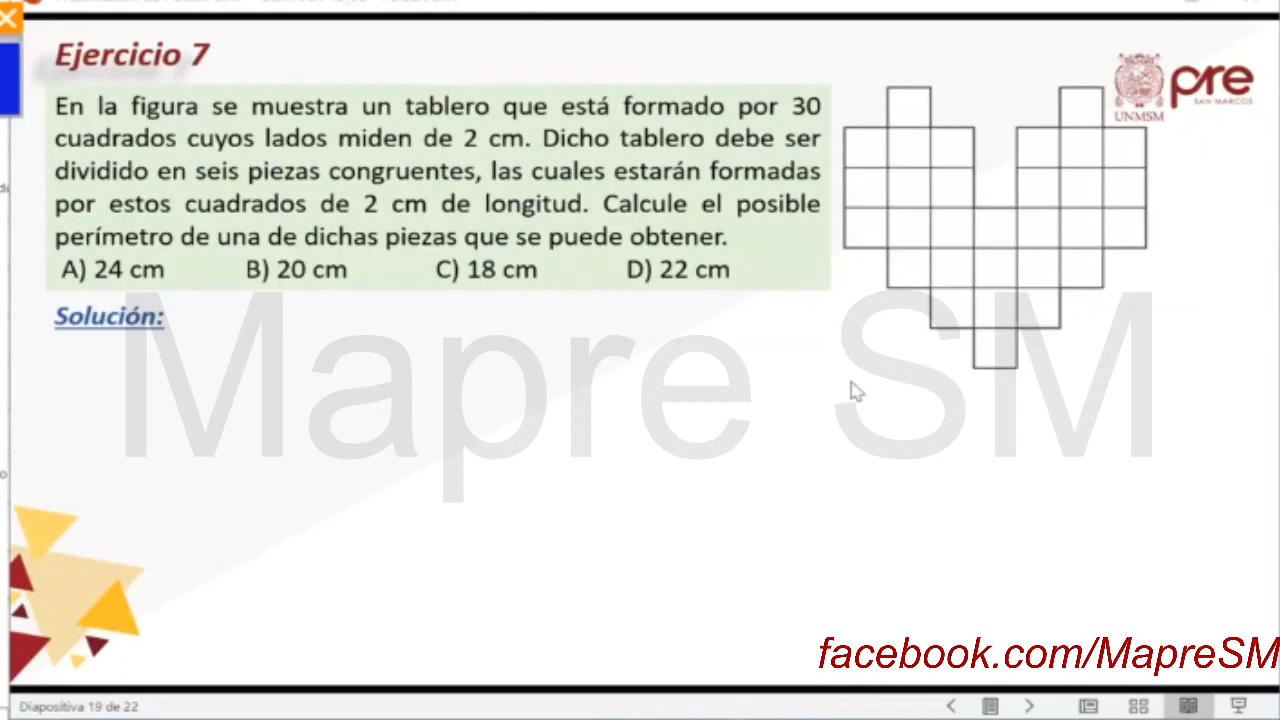 Ejercicio 7
En la figura se muestra un tablero que está formado por 30
cuadrados cuyos lados miden de 2 cm. Dicho tablero debe ser
dividido en seis piezas congruentes, las cuales estarán formadas
por estos cuadrados de 2 cm de longitud. Calcule el posible
perímetro de una de dichas piezas que se puede obtener.
A) 24 cm B) 20 cm C) 18 cm D) 22 cm
Solución:
pre
SAN MARCOS
UNMSM
Mapre SM
facebook.com/MapreSM
Diapositiva 19 de 22